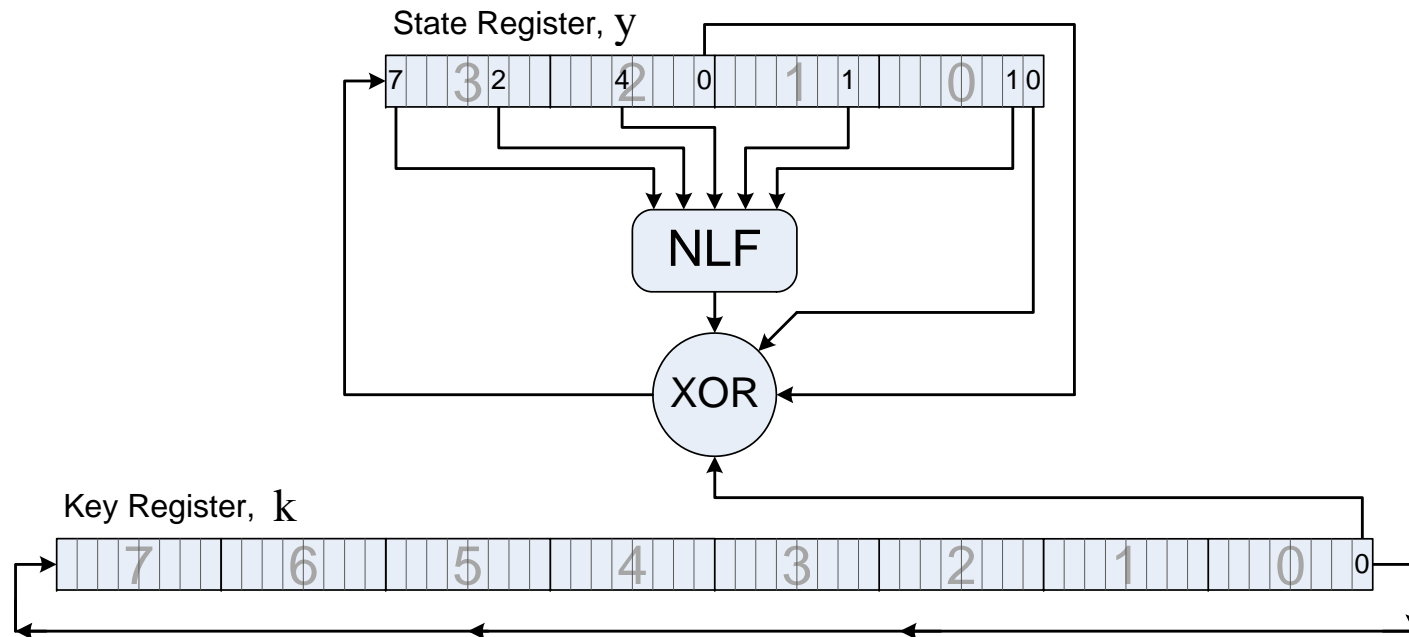 State Register, y
7 3 2 4 2 0 1 1 0 1 0
NLF
XOR
Key Register, k
7 6 5 4 3 2 1 0 0